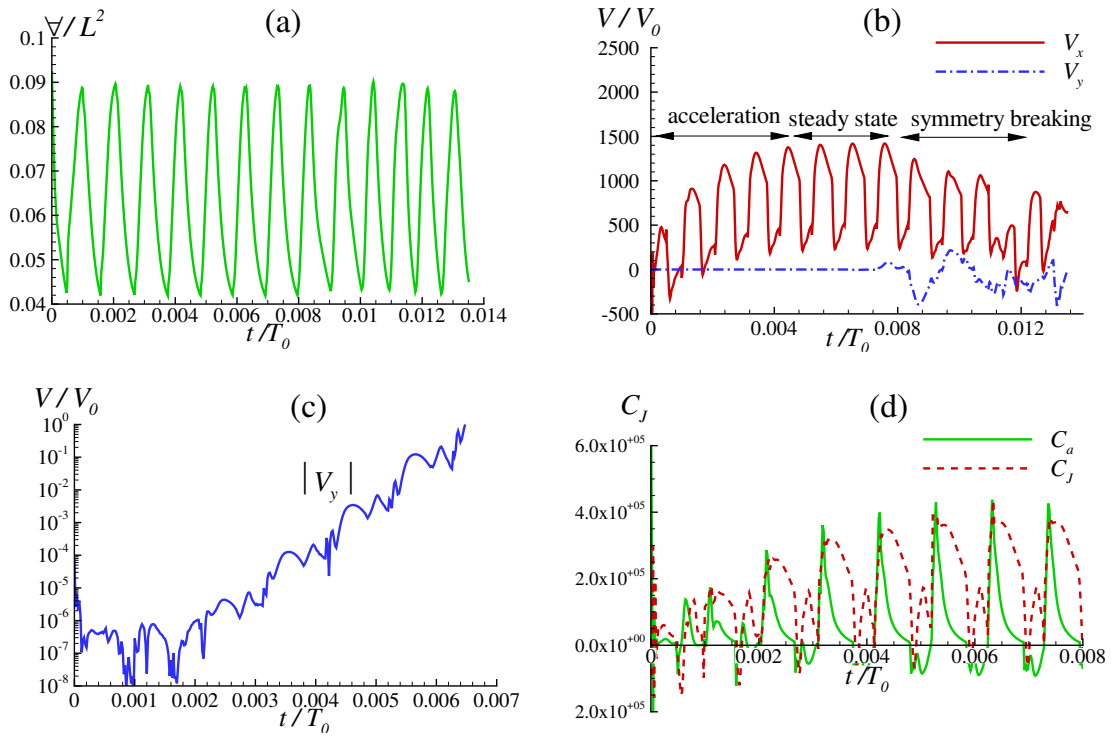 (a)
∀/L²
0.1
0.09
0.08
0.07
0.06
0.05
0.04
0 0.002 0.004 0.006 0.008 0.01 0.012 0.014
t/T₀
(b)
V/V₀
2500
2000
1500
1000
500
0
-500
Vₓ
V_y
acceleration steady state symmetry breaking
0 0.004 0.008 0.012
t/T₀
(c)
V/V₀
10⁰
10⁻¹
10⁻²
10⁻³
10⁻⁴
10⁻⁵
10⁻⁶
10⁻⁷
10⁻⁸
|V_y|
0 0.001 0.002 0.003 0.004 0.005 0.006 0.007
t/T₀
(d)
C_J
6.0x10⁺⁰⁵
4.0x10⁺⁰⁵
2.0x10⁺⁰⁵
0.0x10⁺⁰⁰
2.0x10⁺⁰⁵
C_a
C_J
0 0.002 0.004 0.006 0.008
t/T₀